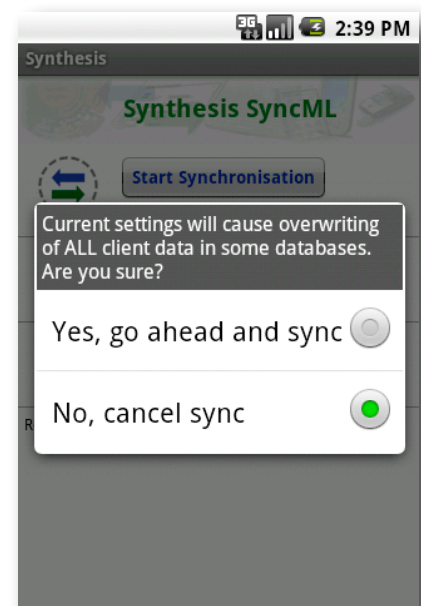 3G 2:39 PM
Synthesis
Synthesis SyncML
Start Synchronisation
Current settings will cause overwriting
of ALL client data in some databases.
Are you sure?
Yes, go ahead and sync
No, cancel sync
R